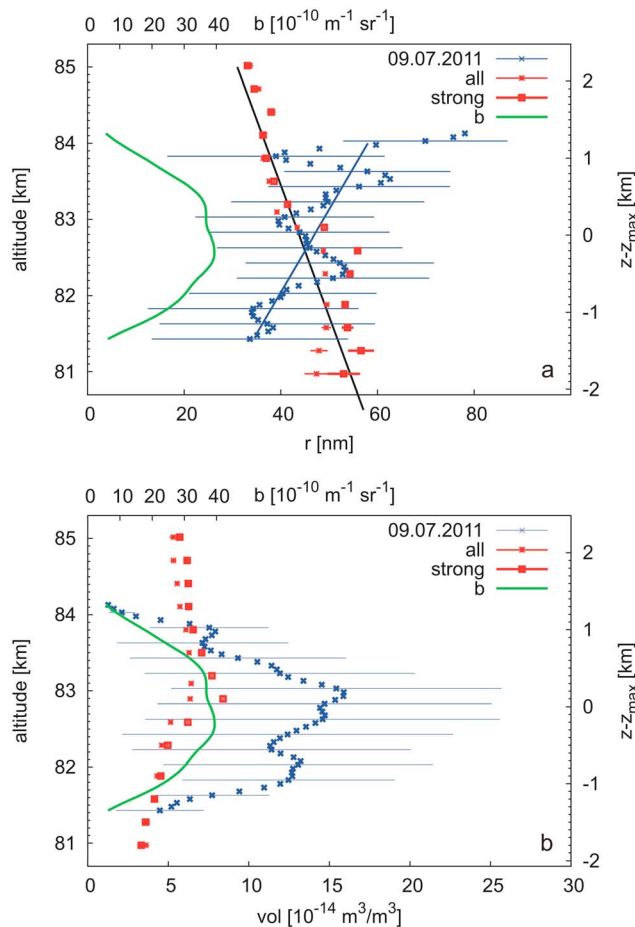 b [10⁻¹⁰ m⁻¹ sr⁻¹]
0 10 20 30 40
85
84
83
82
81
altitude [km]
09.07.2011
all
strong
b
2
1
0
-1
-2
z-z_max [km]
a
0 20 40 60 80
r [nm]
b [10⁻¹⁰ m⁻¹ sr⁻¹]
0 10 20 30 40
85
84
83
82
81
altitude [km]
09.07.2011
all
strong
b
2
1
0
-1
-2
z-z_max [km]
b
0 5 10 15 20 25 30
vol [10⁻¹⁴ m³/m³]